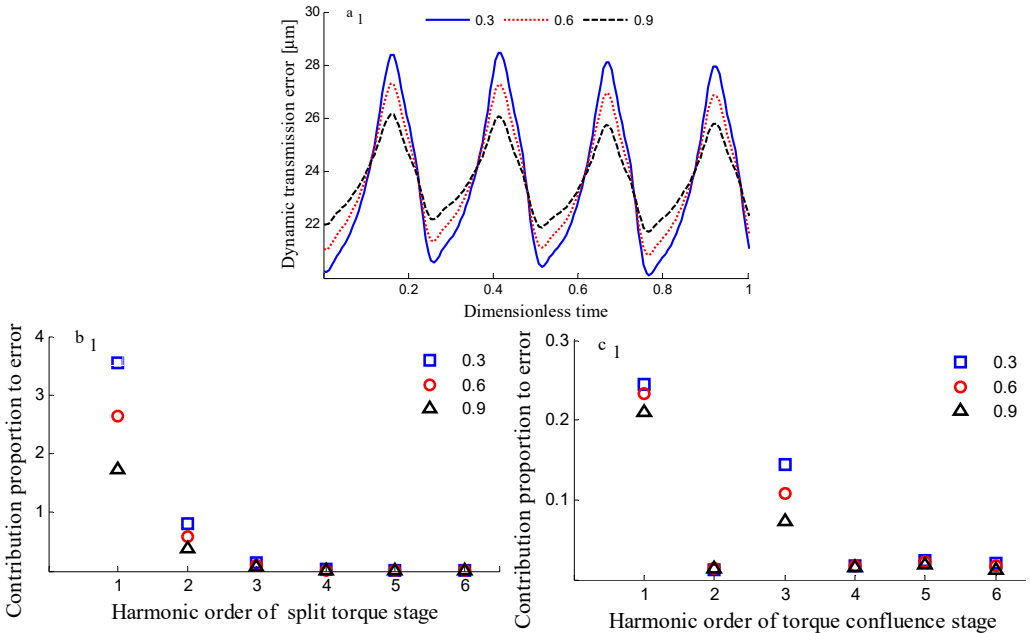 a 1
0.3 0.6 0.9
Dynamic transmission error [µm]
30
28
26
24
22
0.2 0.4 0.6 0.8 1
Dimensionless time
b 1
Contribution proportion to error
4
3
2
1
0.3
0.6
0.9
1 2 3 4 5 6
Harmonic order of split torque stage
c 1
Contribution proportion to error
0.3
0.2
0.1
0.3
0.6
0.9
1 2 3 4 5 6
Harmonic order of torque confluence stage